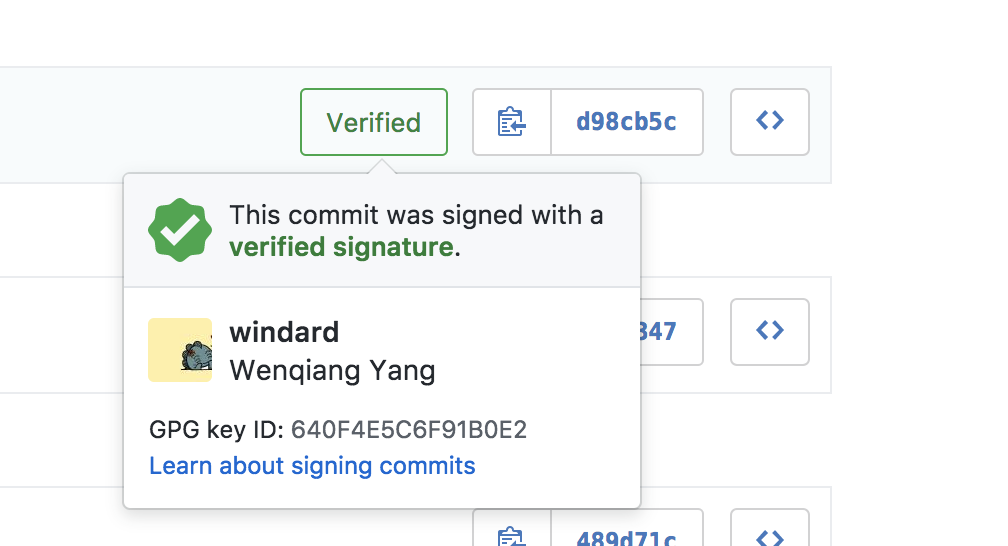 Verified
d98cb5c
This commit was signed with a
verified signature.
windard
847
Wenqiang Yang
GPG key ID: 640F4E5C6F91B0E2
Learn about signing commits
489d71c